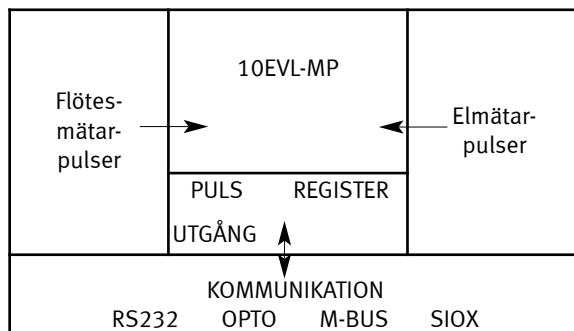 10EVL-MP
Flötes-
mätar-
pulser
Elmätar-
pulser
PULS REGISTER
UTGÅNG
KOMMUNIKATION
RS232 OPTO M-BUS SIOX